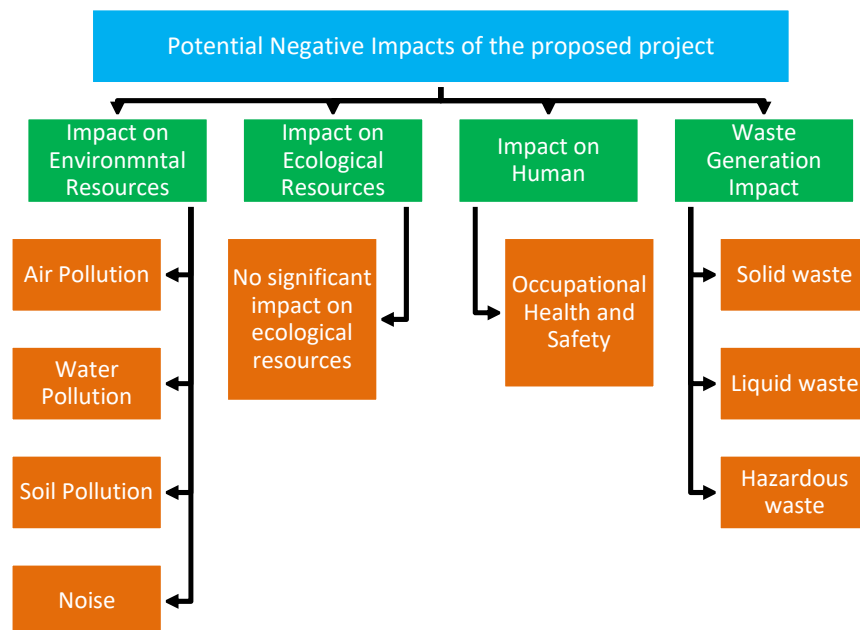 Potential Negative Impacts of the proposed project
Impact on
Environmntal
Resources
Impact on
Ecological
Resources
Impact on
Human
Waste
Generation
Impact
Air Pollution
Water
Pollution
Soil Pollution
Noise
No significant
impact on
ecological
resources
Occupational
Health and
Safety
Solid waste
Liquid waste
Hazardous
waste